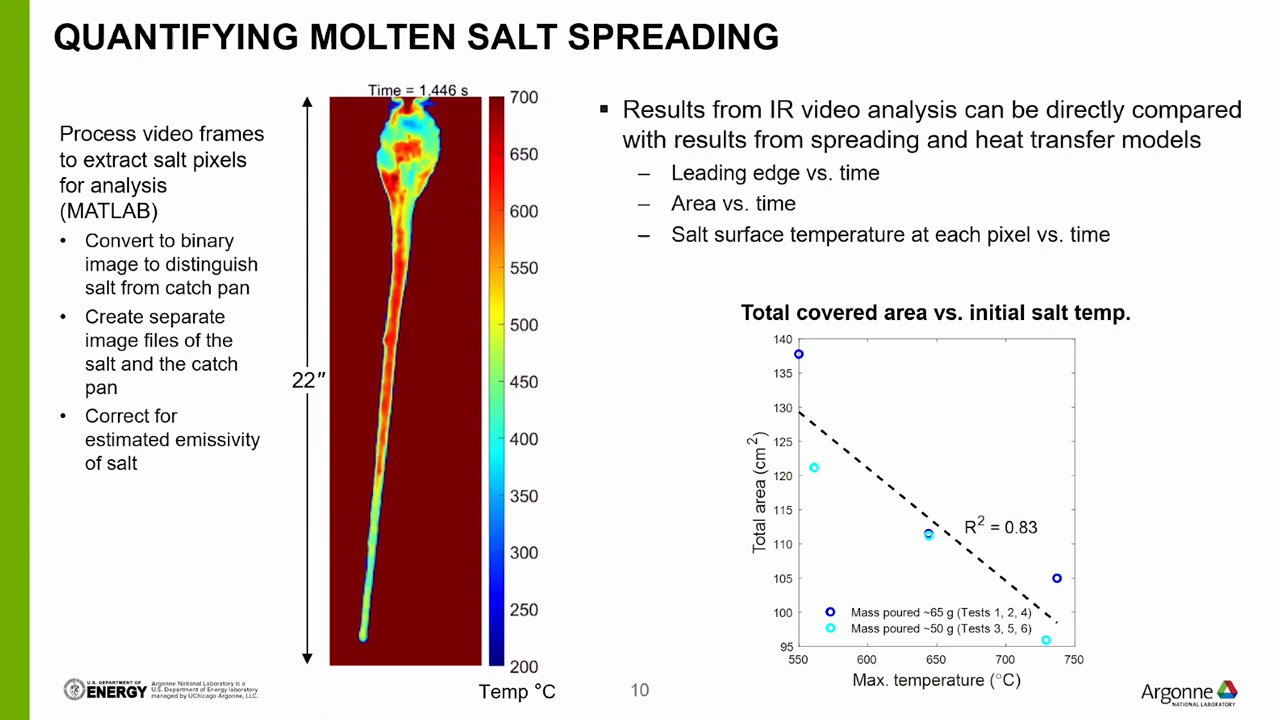 QUANTIFYING MOLTEN SALT SPREADING
Process video frames
to extract salt pixels
for analysis
(MATLAB)
• Convert to binary
image to distinguish
salt from catch pan
• Create separate
image files of the
salt and the catch
pan
• Correct for
estimated emissivity
of salt
22″
Time = 1.446 s
700
650
600
550
500
450
400
350
300
250
200
Temp °C
▪ Results from IR video analysis can be directly compared
with results from spreading and heat transfer models
– Leading edge vs. time
– Area vs. time
– Salt surface temperature at each pixel vs. time
Total covered area vs. initial salt temp.
140
135
130
125
120
115
110
105
100
95
Total area (cm²)
R² = 0.83
Mass poured ~65 g (Tests 1, 2, 4)
Mass poured ~50 g (Tests 3, 5, 6)
550 600 650 700 750
Max. temperature (°C)
U.S. DEPARTMENT OF
ENERGY
Argonne National Laboratory is a
U.S. Department of Energy laboratory
managed by UChicago Argonne, LLC.
10
Argonne
NATIONAL LABORATORY